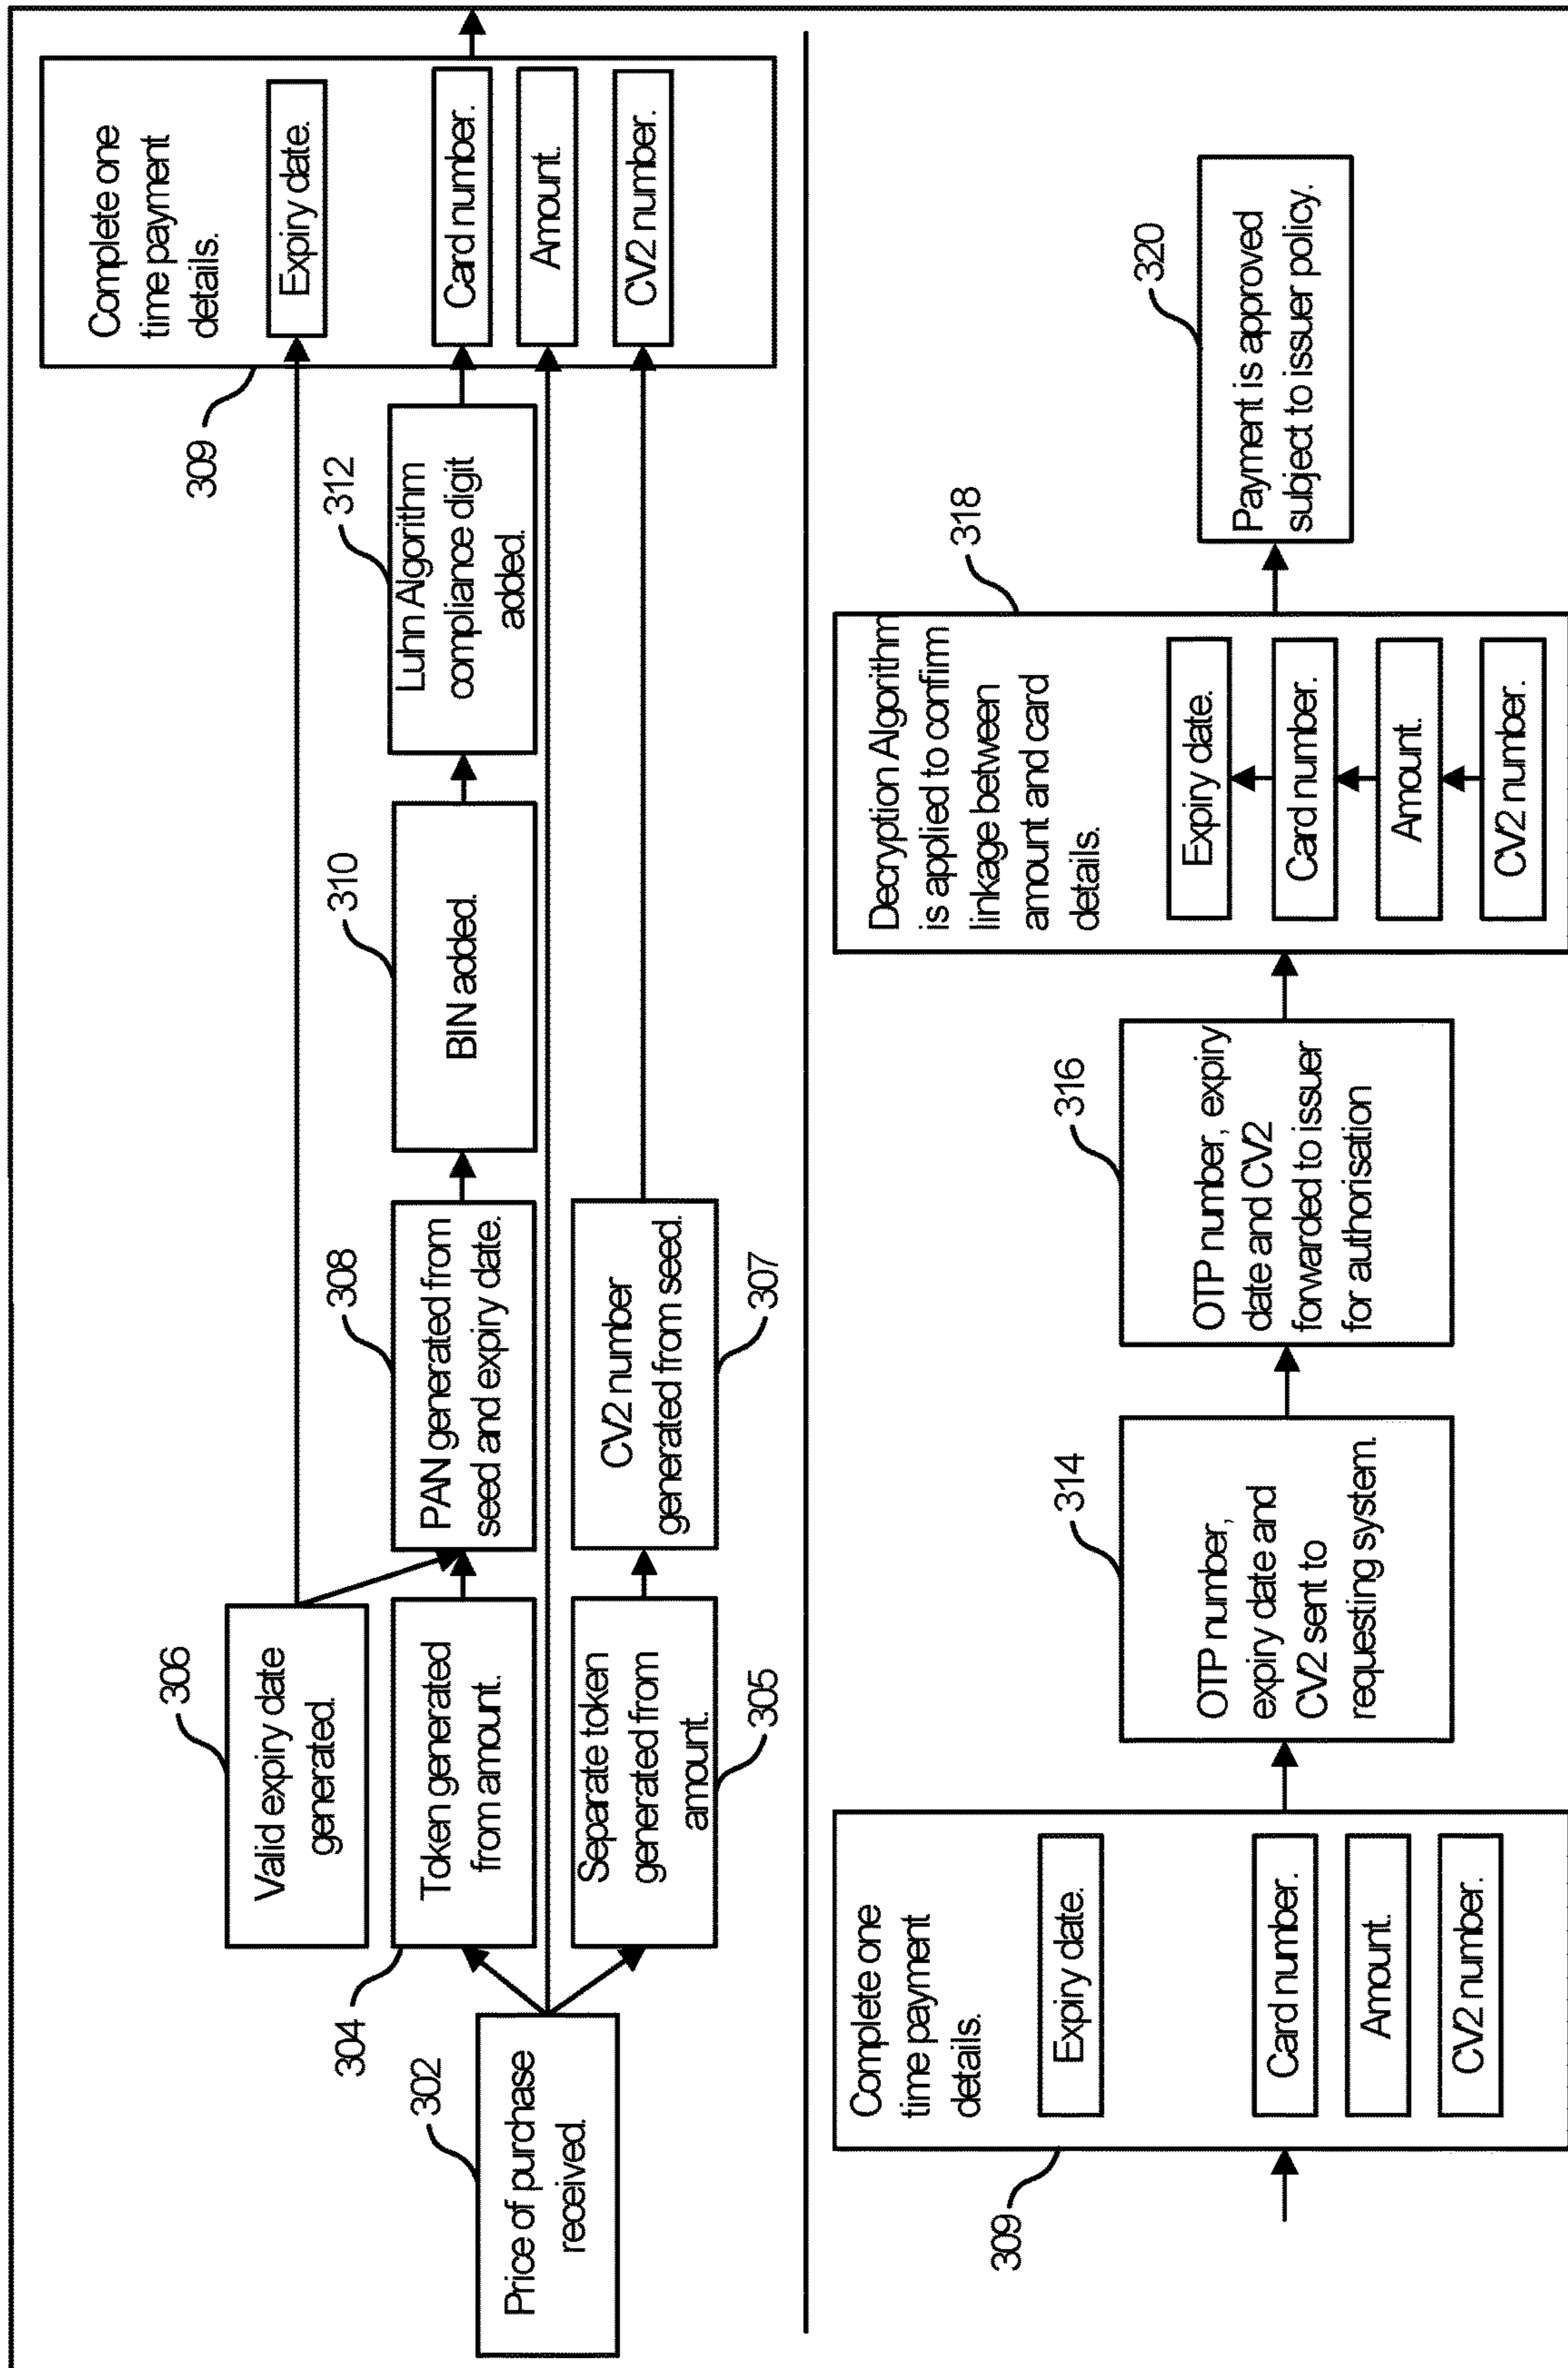 306
Valid expiry date
generated.
304
Token generated
from amount.
302
Price of purchase
received.
Separate token
generated from
amount.
305
308
PAN generated from
seed and expiry date.
CV2 number
generated from seed.
307
310
BIN added.
312
Luhn Algorithm
compliance digit
added.
309
Complete one
time payment
details.
Expiry date.
Card number.
Amount.
CV2 number.
309
Complete one
time payment
details.
Expiry date.
Card number.
Amount.
CV2 number.
314
OTP number,
expiry date and
CV2 sent to
requesting system.
316
OTP number, expiry
date and CV2
forwarded to issuer
for authorisation
318
Decryption Algorithm
is applied to confirm
linkage between
amount and card
details.
Expiry date.
Card number.
Amount.
CV2 number.
320
Payment is approved
subject to issuer policy.